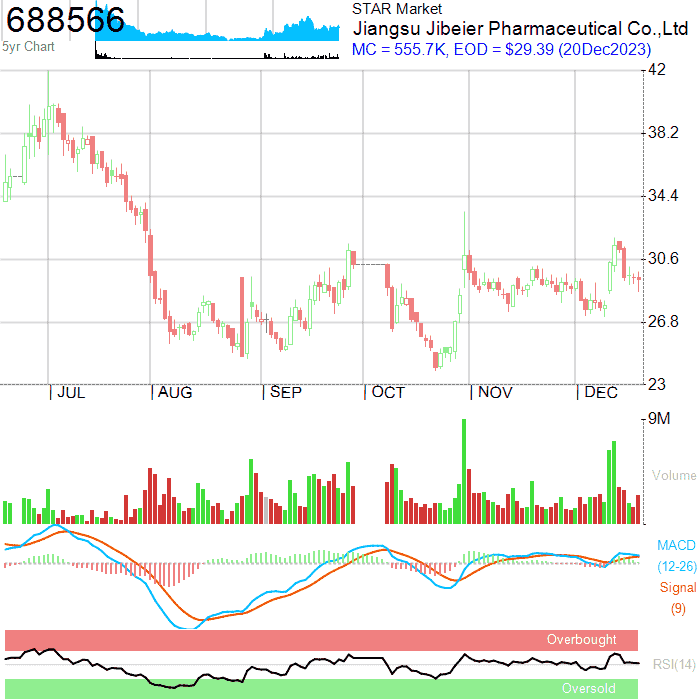 688566
5yr Chart
STAR Market
Jiangsu Jibeier Pharmaceutical Co.,Ltd
MC = 555.7K, EOD = $29.39 (20Dec2023)
42
38.2
34.4
30.6
26.8
23
JUL AUG SEP OCT NOV DEC
9M
Volume
MACD
(12-26)
Signal
(9)
Overbought
RSI(14)
Oversold